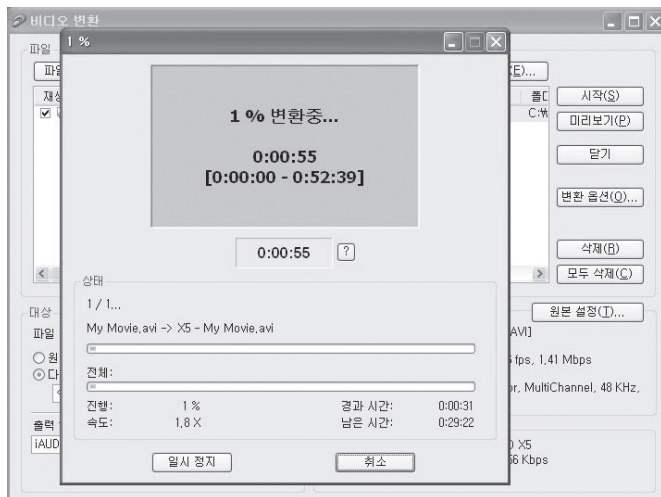 비디오 변환
1 %
파일
(E)...
1 % 변환중...
0:00:55
[0:00:00 - 0:52:39]
시작(S)
C:₩
미리보기(P)
닫기
변환 옵션(O)...
0:00:55 ?
삭제(R)
모두 삭제(C)
상태
1 / 1...
My Movie.avi -> X5 - My Movie.avi
대상
원본 설정(T)...
파일
AVI]
fps, 1,41 Mbps
전체:
MultiChannel, 48 KHz,
진행: 1 % 경과 시간: 0:00:31
속도: 1,8 X 남은 시간: 0:29:22
출력
iAUD
X5
Kbps
일시 정지 취소